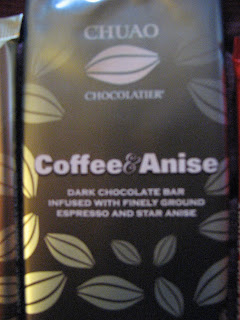 CHUAO
CHOCOLATIER®
Coffee&Anise
DARK CHOCOLATE BAR
INFUSED WITH FINELY GROUND
ESPRESSO AND STAR ANISE